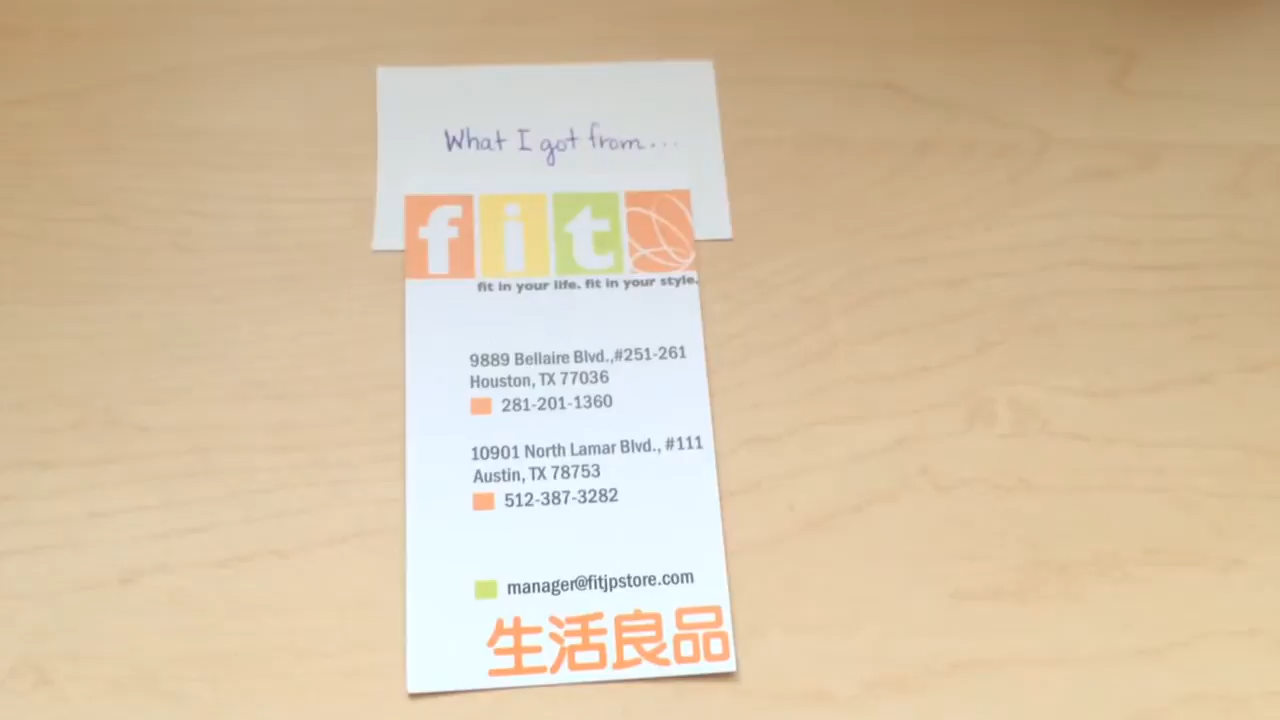 What I got from...
fit
fit in your life. fit in your style.
9889 Bellaire Blvd.,#251-261
Houston, TX 77036
281-201-1360
10901 North Lamar Blvd., #111
Austin, TX 78753
512-387-3282
manager@fitjpstore.com
生活良品